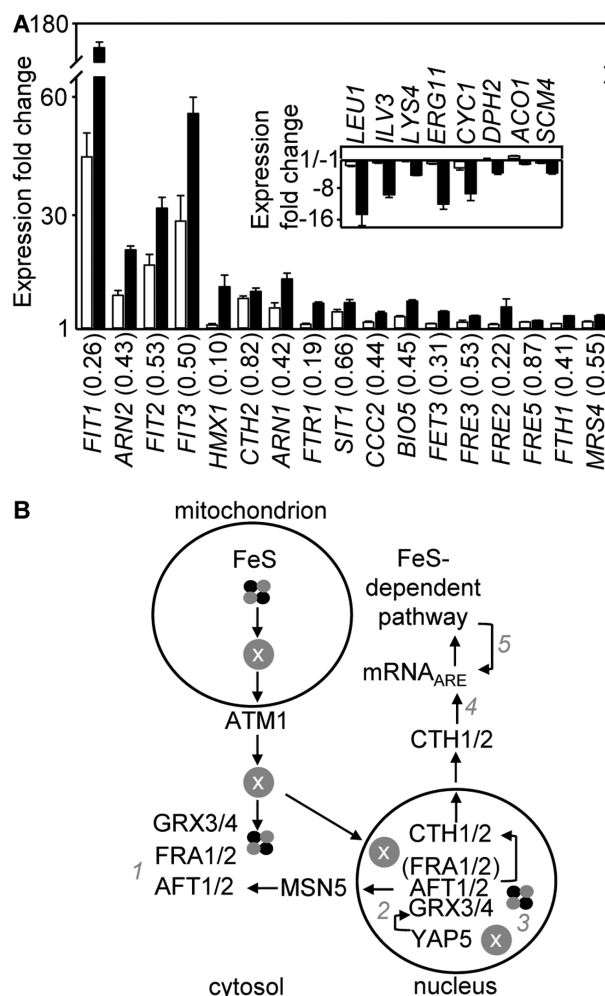 A
180
60
30
1
Expression fold change
LEU1
ILV3
LYS4
ERG11
CYC1
DPH2
ACO1
SCM4
Expression
fold change
1/-1
-8
-16
FIT1 (0.26)
ARN2 (0.43)
FIT2 (0.53)
FIT3 (0.50)
HMX1 (0.10)
CTH2 (0.82)
ARN1 (0.42)
FTR1 (0.19)
SIT1 (0.66)
CCC2 (0.44)
BIO5 (0.45)
FET3 (0.31)
FRE3 (0.53)
FRE2 (0.22)
FRE5 (0.87)
FTH1 (0.41)
MRS4 (0.55)
B
mitochondrion
FeS
X
ATM1
X
GRX3/4
FRA1/2
AFT1/2
1
MSN5
cytosol
FeS-
dependent
pathway
5
mRNAARE
4
CTH1/2
CTH1/2
X
(FRA1/2)
AFT1/2
2
GRX3/4
3
YAP5
X
nucleus